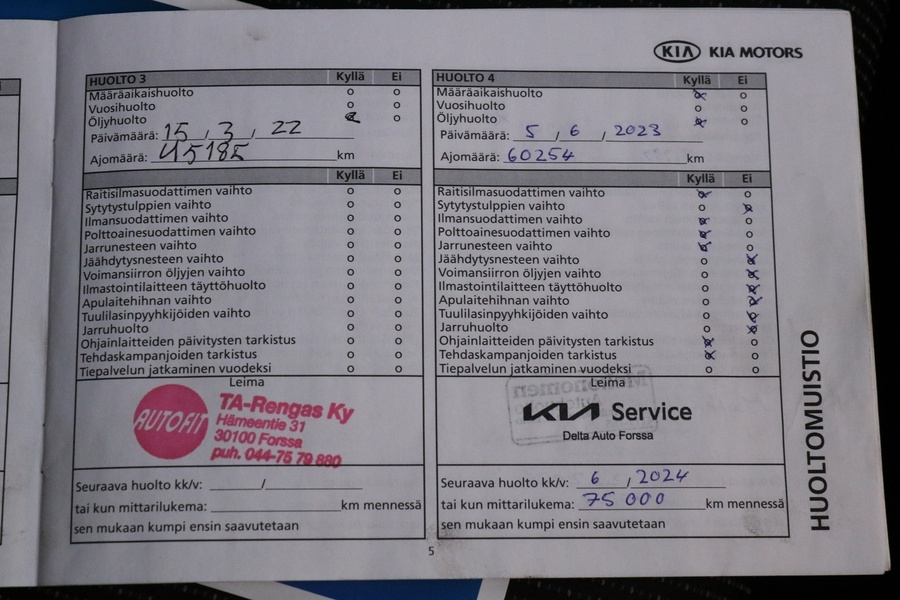 KIA KIA MOTORS
HUOLTO 3 Kyllä Ei
Määräaikaishuolto
Vuosihuolto
Öljyhuolto
Päivämäärä: 15 , 3 , 22
Ajomäärä: 45185 km
Kyllä Ei
Raitisilmasuodattimen vaihto
Sytytystulppien vaihto
Ilmansuodattimen vaihto
Polttoainesuodattimen vaihto
Jarrunesteen vaihto
Jäähdytysnesteen vaihto
Voimansiirron öljyjen vaihto
Ilmastointilaitteen täyttöhuolto
Apulaitehihnan vaihto
Tuulilasinpyyhkijöiden vaihto
Jarruhuolto
Ohjainlaitteiden päivitysten tarkistus
Tehdaskampanjoiden tarkistus
Tiepalvelun jatkaminen vuodeksi
Leima
AUTOFIT
TA-Rengas Ky
Hämeentie 31
30100 Forssa
puh. 044-75 79 880
Seuraava huolto kk/v: /
tai kun mittarilukema: km mennessä
sen mukaan kumpi ensin saavutetaan
HUOLTO 4 Kyllä Ei
Määräaikaishuolto
Vuosihuolto
Öljyhuolto
Päivämäärä: 5 , 6 , 2023
Ajomäärä: 60254 km
Kyllä Ei
Raitisilmasuodattimen vaihto
Sytytystulppien vaihto
Ilmansuodattimen vaihto
Polttoainesuodattimen vaihto
Jarrunesteen vaihto
Jäähdytysnesteen vaihto
Voimansiirron öljyjen vaihto
Ilmastointilaitteen täyttöhuolto
Apulaitehihnan vaihto
Tuulilasinpyyhkijöiden vaihto
Jarruhuolto
Ohjainlaitteiden päivitysten tarkistus
Tehdaskampanjoiden tarkistus
Tiepalvelun jatkaminen vuodeksi
Leima
KIA Service
Delta Auto Forssa
Seuraava huolto kk/v: 6 , 2024
tai kun mittarilukema: 75 000 km mennessä
sen mukaan kumpi ensin saavutetaan
HUOLTOMUISTIO
5